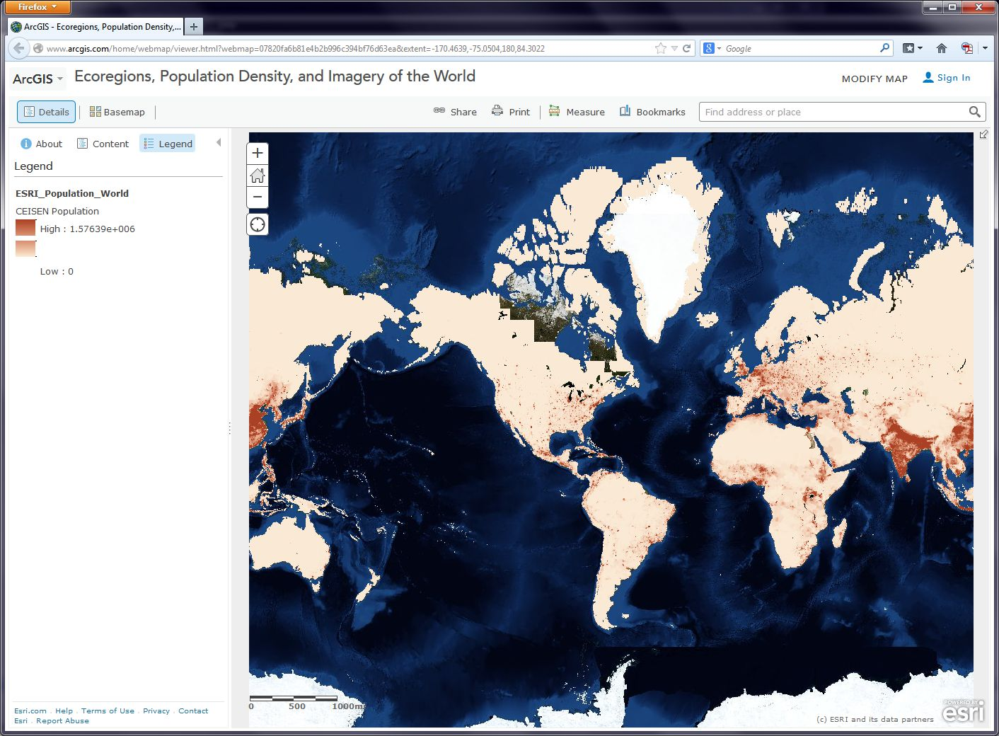 Firefox
ArcGIS - Ecoregions, Population Density,...
www.arcgis.com/home/webmap/viewer.html?webmap=07820fa6b81e4b2b996c394bf76d63ea&extent=-170.4639,-75.0504,180,84.3022
Google
ArcGIS
Ecoregions, Population Density, and Imagery of the World
MODIFY MAP
Sign In
Details
Basemap
Share
Print
Measure
Bookmarks
Find address or place
About
Content
Legend
Legend
ESRI_Population_World
CEISEN Population
High : 1.57639e+006
Low : 0
0 500 1000mi
Esri.com . Help . Terms of Use . Privacy . Contact
Esri . Report Abuse
(c) ESRI and its data partners
POWERED BY
esri